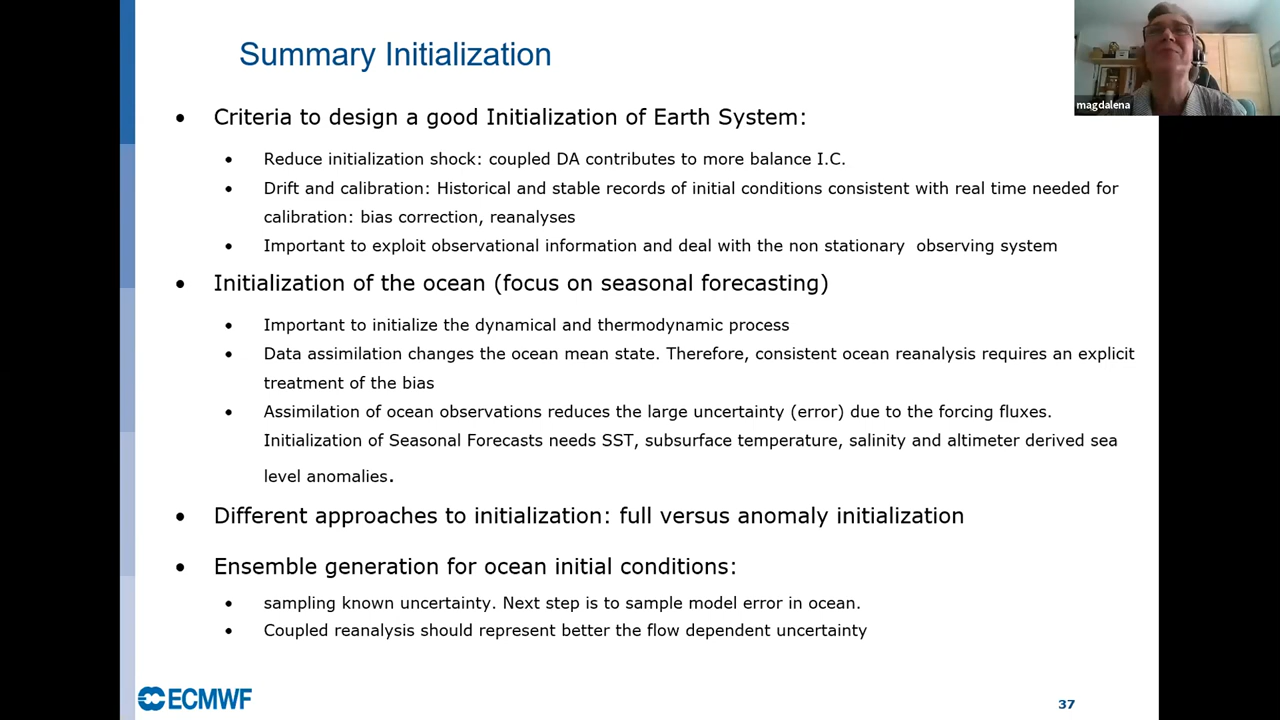 Summary Initialization
magdalena
• Criteria to design a good Initialization of Earth System:
• Reduce initialization shock: coupled DA contributes to more balance I.C.
• Drift and calibration: Historical and stable records of initial conditions consistent with real time needed for
calibration: bias correction, reanalyses
• Important to exploit observational information and deal with the non stationary observing system
• Initialization of the ocean (focus on seasonal forecasting)
• Important to initialize the dynamical and thermodynamic process
• Data assimilation changes the ocean mean state. Therefore, consistent ocean reanalysis requires an explicit
treatment of the bias
• Assimilation of ocean observations reduces the large uncertainty (error) due to the forcing fluxes.
Initialization of Seasonal Forecasts needs SST, subsurface temperature, salinity and altimeter derived sea
level anomalies.
• Different approaches to initialization: full versus anomaly initialization
• Ensemble generation for ocean initial conditions:
• sampling known uncertainty. Next step is to sample model error in ocean.
• Coupled reanalysis should represent better the flow dependent uncertainty
ECMWF
37